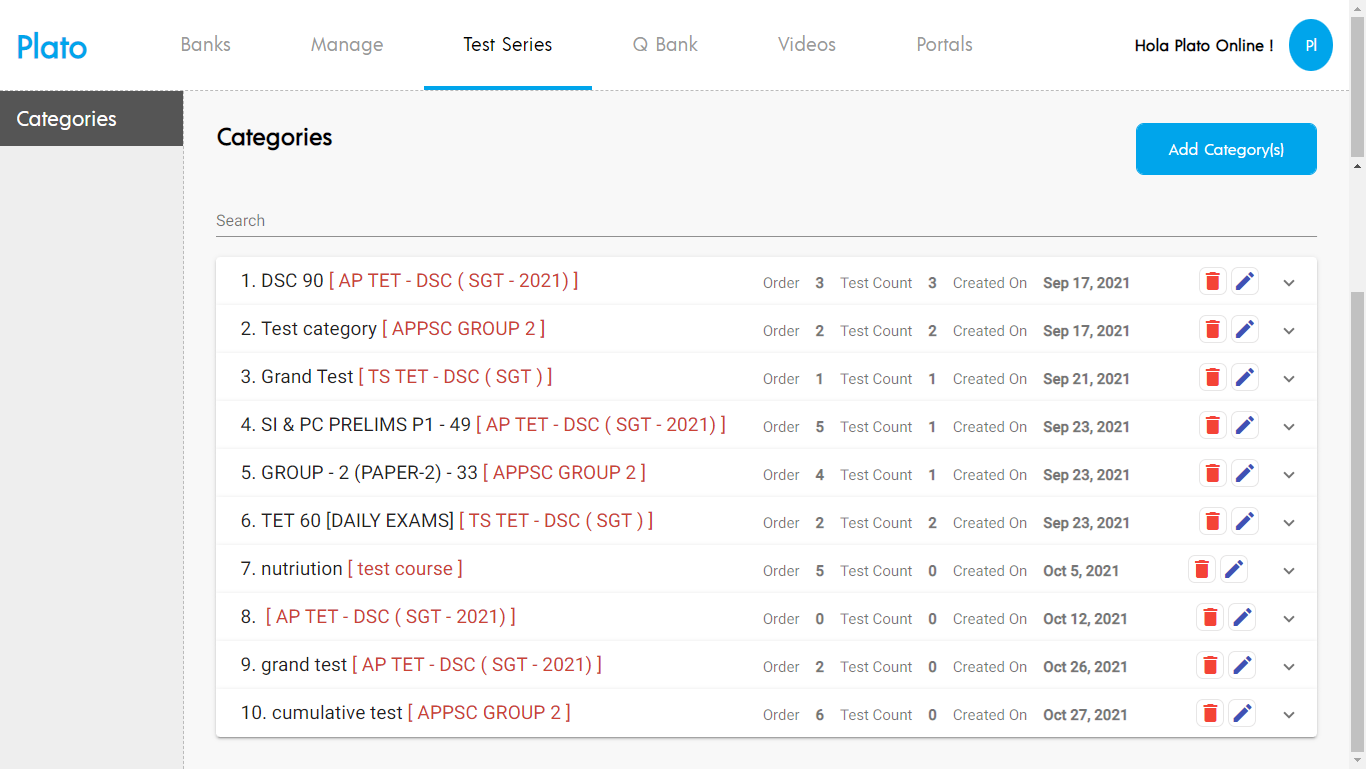 Plato Banks Manage Test Series Q Bank Videos Portals Hola Plato Online ! Pl
Categories
Categories
Add Category(s)
Search
1. DSC 90 [ AP TET - DSC ( SGT - 2021) ] Order 3 Test Count 3 Created On Sep 17, 2021
2. Test category [ APPSC GROUP 2 ] Order 2 Test Count 2 Created On Sep 17, 2021
3. Grand Test [ TS TET - DSC ( SGT ) ] Order 1 Test Count 1 Created On Sep 21, 2021
4. SI & PC PRELIMS P1 - 49 [ AP TET - DSC ( SGT - 2021) ] Order 5 Test Count 1 Created On Sep 23, 2021
5. GROUP - 2 (PAPER-2) - 33 [ APPSC GROUP 2 ] Order 4 Test Count 1 Created On Sep 23, 2021
6. TET 60 [DAILY EXAMS] [ TS TET - DSC ( SGT ) ] Order 2 Test Count 2 Created On Sep 23, 2021
7. nutriution [ test course ] Order 5 Test Count 0 Created On Oct 5, 2021
8. [ AP TET - DSC ( SGT - 2021) ] Order 0 Test Count 0 Created On Oct 12, 2021
9. grand test [ AP TET - DSC ( SGT - 2021) ] Order 2 Test Count 0 Created On Oct 26, 2021
10. cumulative test [ APPSC GROUP 2 ] Order 6 Test Count 0 Created On Oct 27, 2021